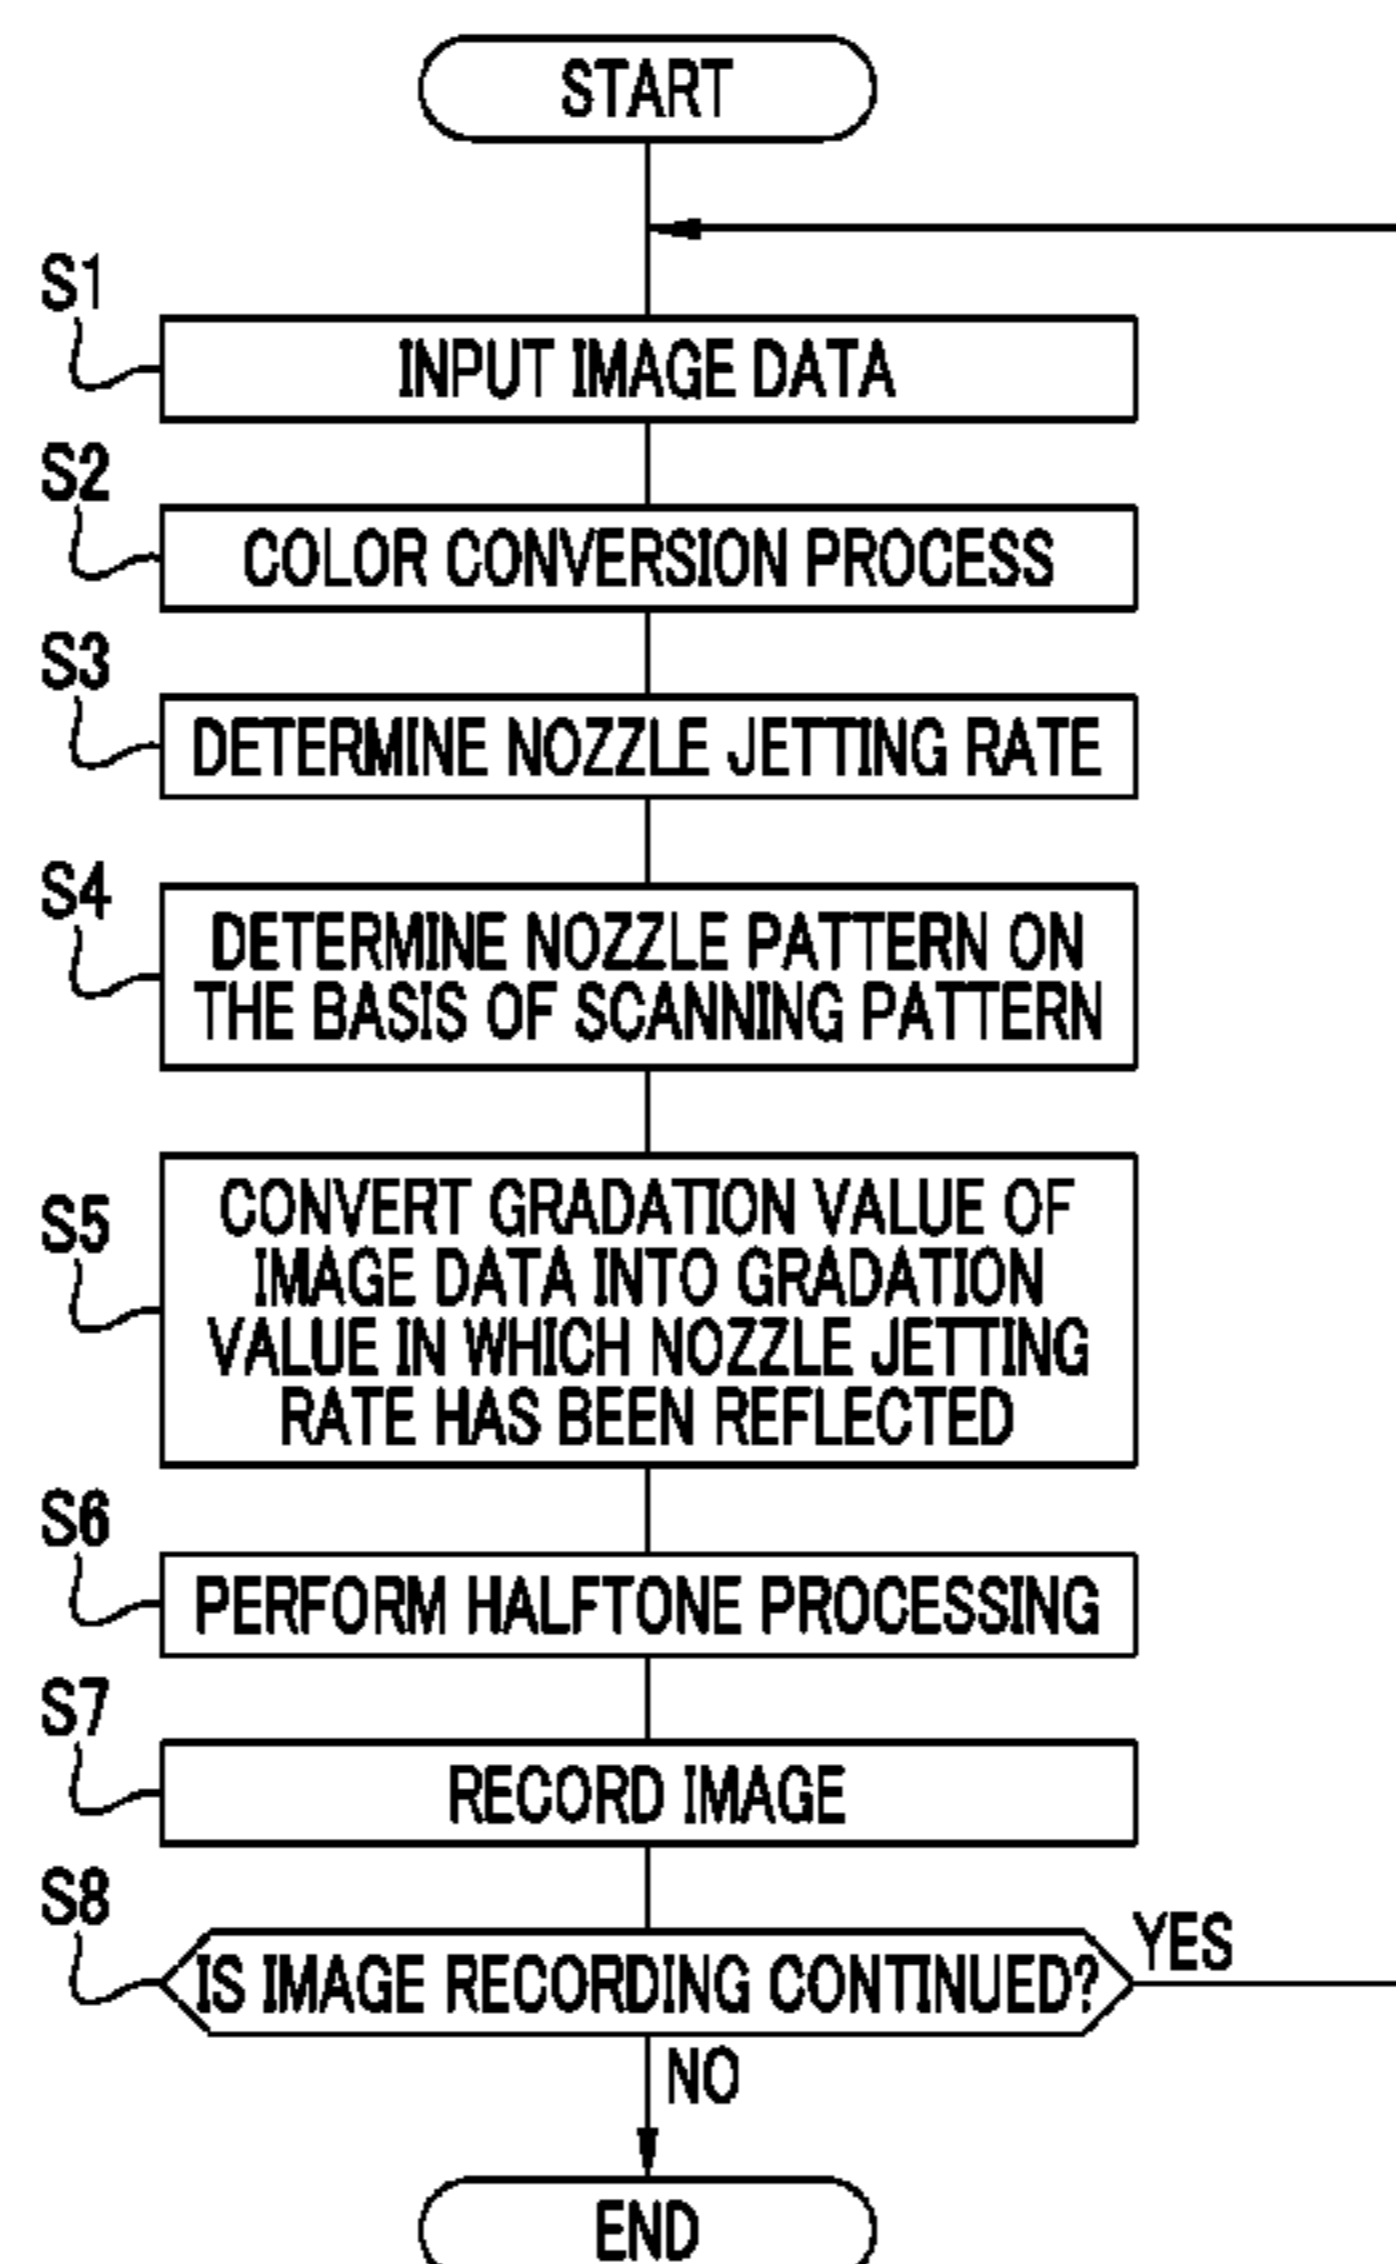 START
S1
INPUT IMAGE DATA
S2
COLOR CONVERSION PROCESS
S3
DETERMINE NOZZLE JETTING RATE
S4
DETERMINE NOZZLE PATTERN ON
THE BASIS OF SCANNING PATTERN
S5
CONVERT GRADATION VALUE OF
IMAGE DATA INTO GRADATION
VALUE IN WHICH NOZZLE JETTING
RATE HAS BEEN REFLECTED
S6
PERFORM HALFTONE PROCESSING
S7
RECORD IMAGE
S8
IS IMAGE RECORDING CONTINUED?
YES
NO
END